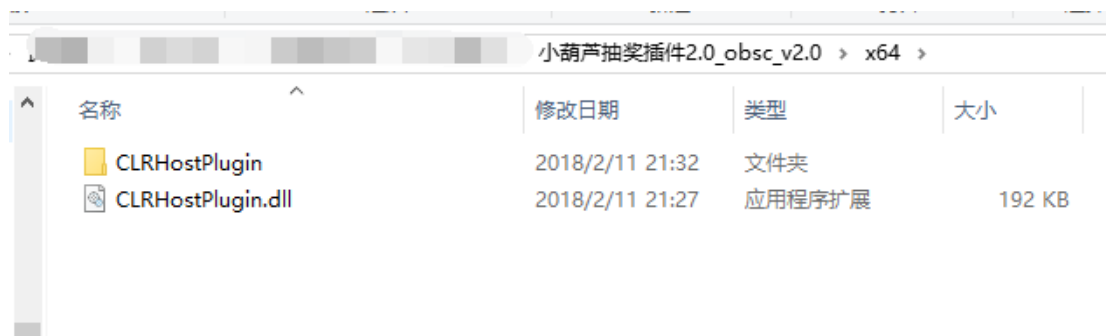 小葫芦抽奖插件2.0_obsc_v2.0 › x64 ›
名称 修改日期 类型 大小
CLRHostPlugin 2018/2/11 21:32 文件夹
CLRHostPlugin.dll 2018/2/11 21:27 应用程序扩展 192 KB